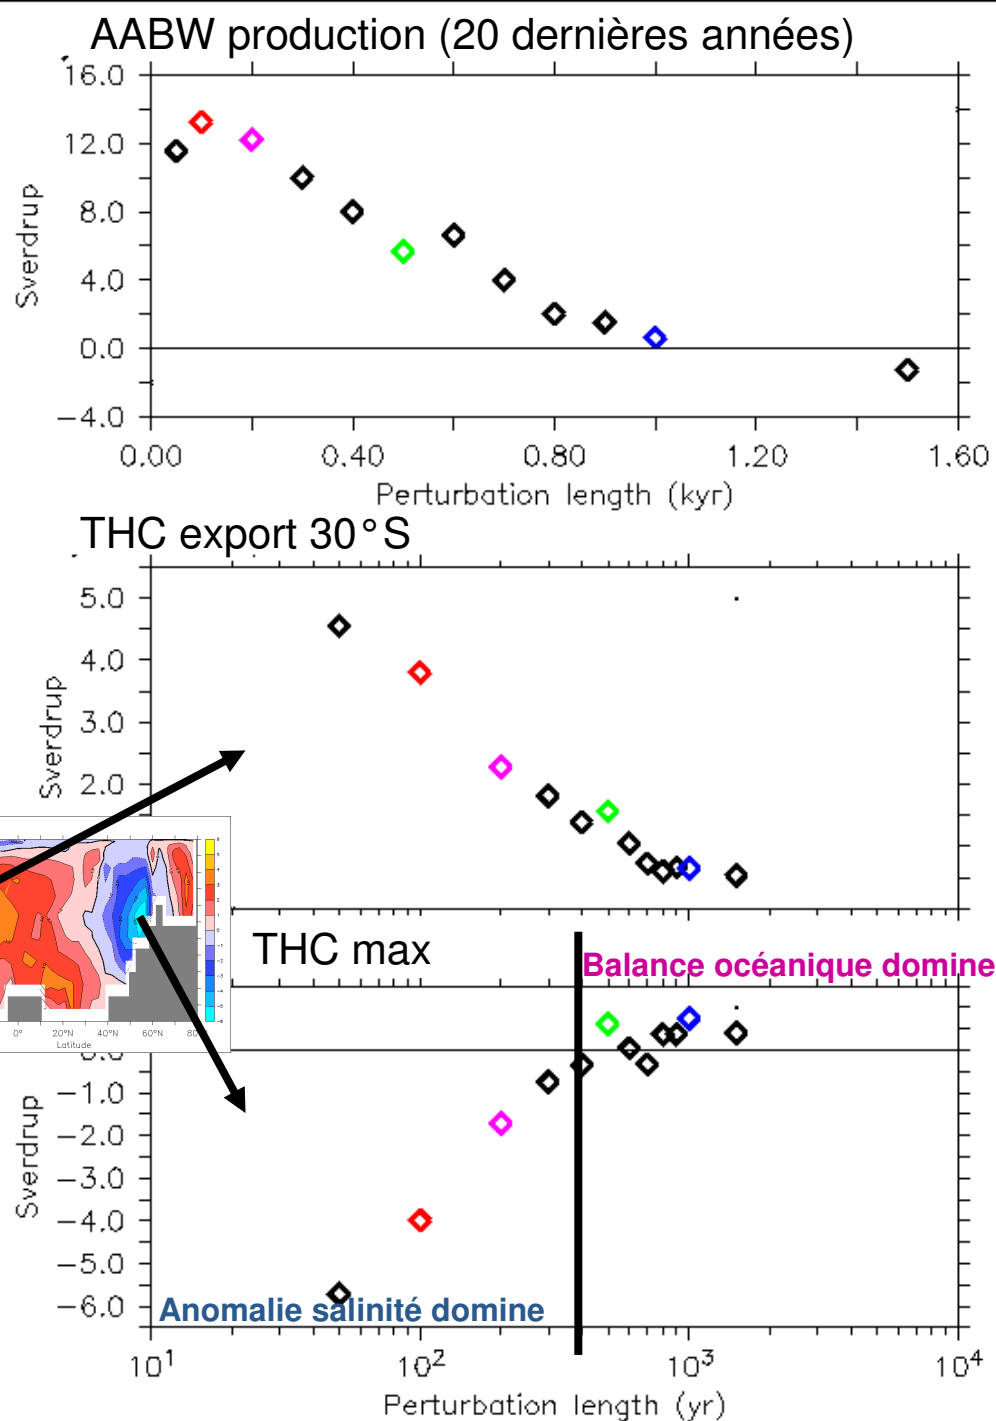 AABW production (20 dernières années)
16.0
12.0
8.0
4.0
0.0
−4.0
Sverdrup
0.00 0.40 0.80 1.20 1.60
Perturbation length (kyr)
THC export 30°S
5.0
4.0
3.0
2.0
Sverdrup
0° 20°N 40°N 60°N 80
Latitude
THC max
Balance océanique domine
−1.0
−2.0
−3.0
−4.0
−5.0
−6.0
Sverdrup
Anomalie salinité domine
10¹ 10² 10³ 10⁴
Perturbation length (yr)